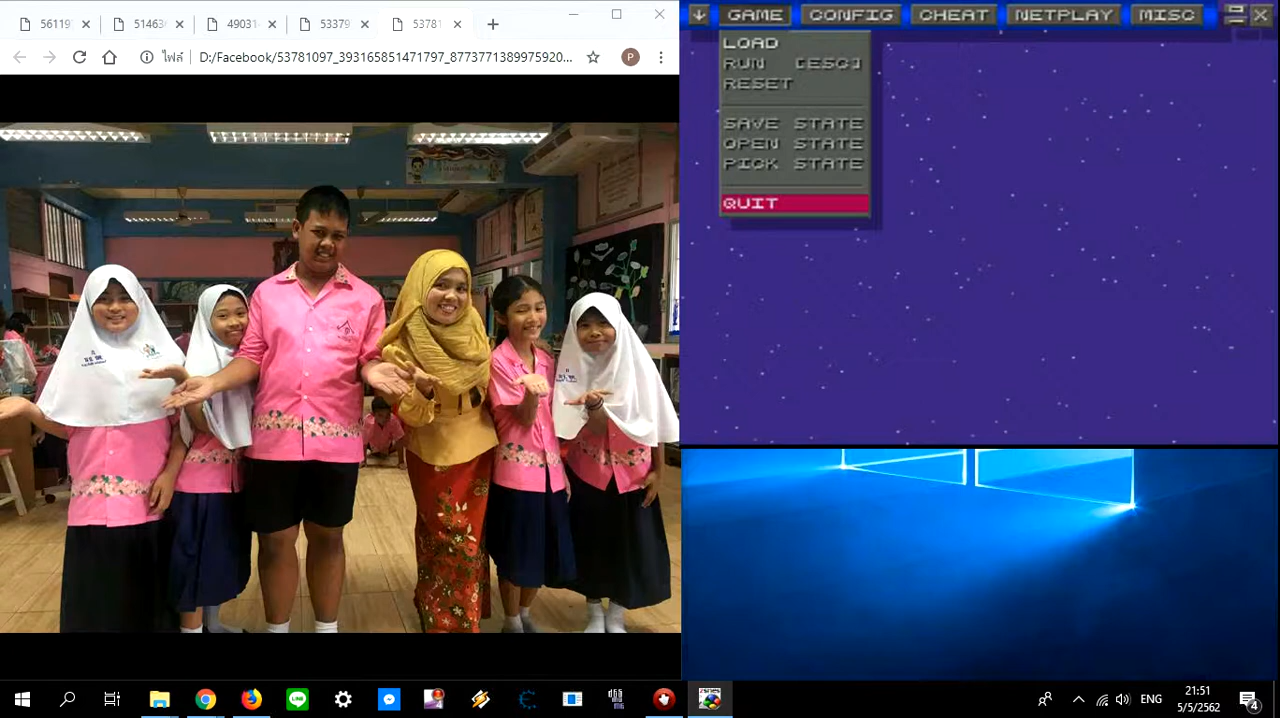 56119
51463
49031
53379
53781
ไฟล์
D:/Facebook/53781097_393165851471797_8773771389975920...
P
GAME
CONFIG
CHEAT
NETPLAY
MISC
LOAD
RUN [ESC]
RESET
SAVE STATE
OPEN STATE
PICK STATE
QUIT
ZSNES
ENG
21:51
5/5/2562
4